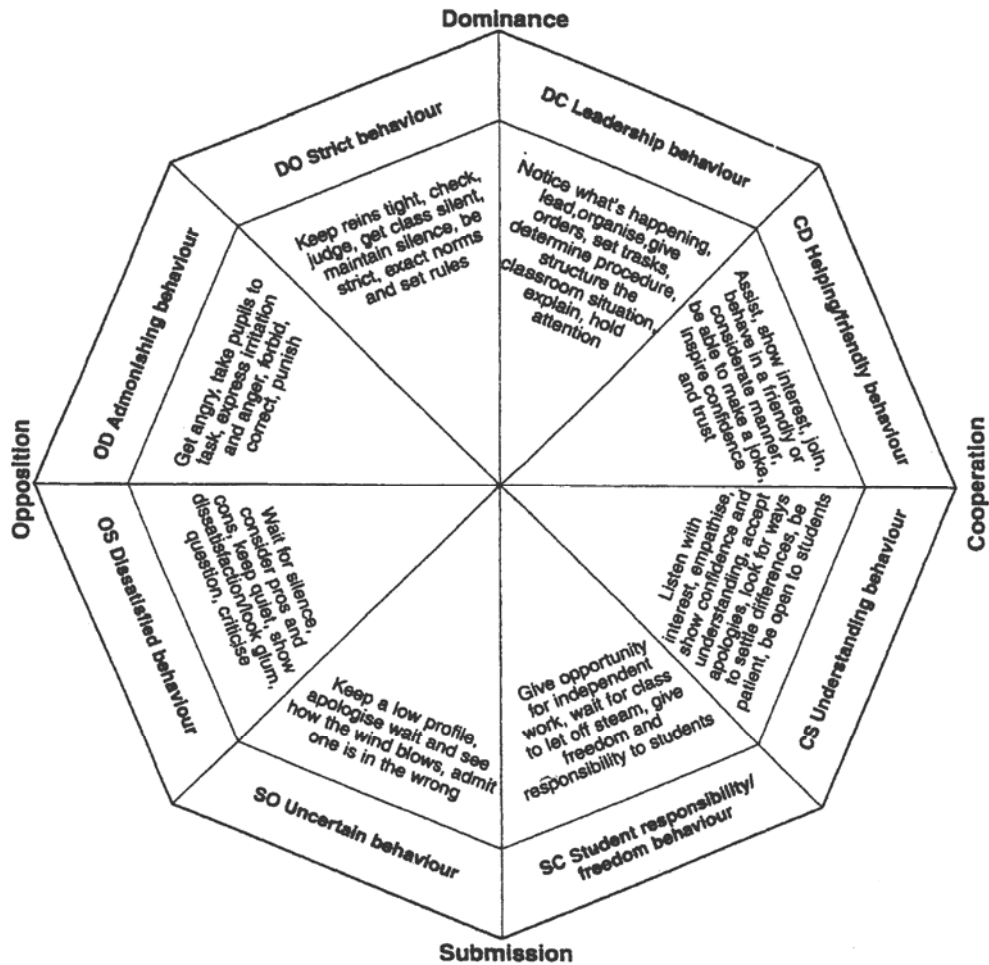 Dominance
DC Leadership behaviour
Notice what's happening,
lead,organise,give
orders, set trasks,
determine procedure,
structure the
classroom situation,
explain, hold
attention
CD Helping/friendly behaviour
Assist, show interest, join,
behave in a friendly or
considerate manner,
be able to make a joke,
inspire confidence
and trust
Cooperation
CS Understanding behaviour
Listen with
interest, empathise,
show confidence and
understanding, accept
apologies, look for ways
to settle differences, be
patient, be open to students
SC Student responsibility/
freedom behaviour
Give opportunity
for independent
work, wait for class
to let off steam, give
freedom and
responsibility to students
Submission
SO Uncertain behaviour
Keep a low profile,
apologise wait and see
how the wind blows, admit
one is in the wrong
OS Dissatisfied behaviour
Wait for silence,
consider pros and
cons, keep quiet, show
dissatisfaction/look glum,
question, criticise
Opposition
OD Admonishing behaviour
Get angry, take pupils to
task, express irritation
and anger, forbid,
correct, punish
DO Strict behaviour
Keep reins tight, check,
judge, get class silent,
maintain silence, be
strict, exact norms
and set rules